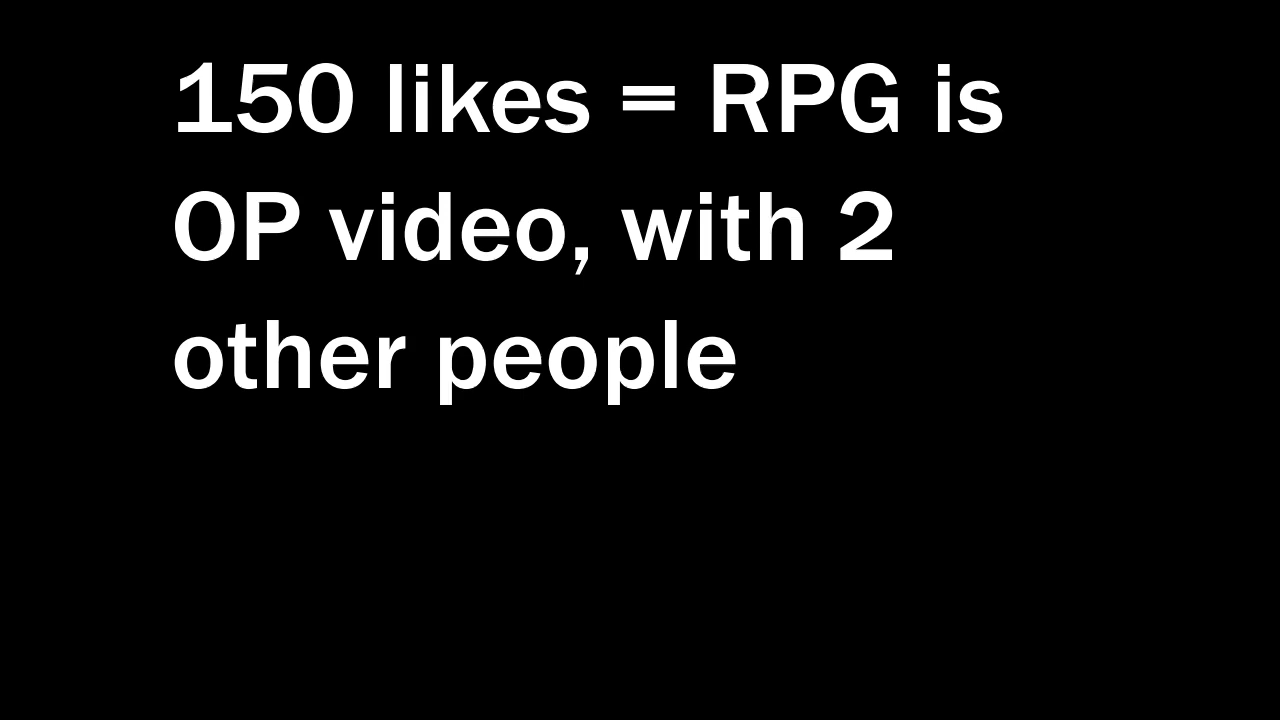 150 likes = RPG is
OP video, with 2
other people